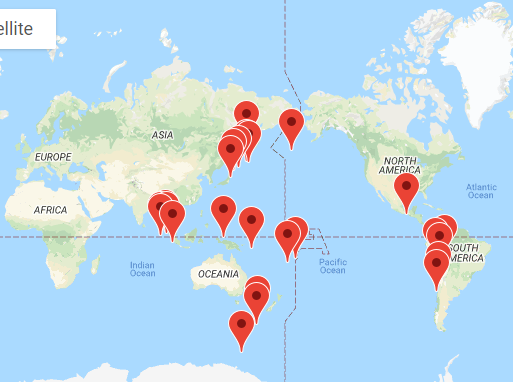 ellite
ASIA
EUROPE
NORTH
AMERICA
Atlantic
Ocean
AFRICA
SOUTH
AMERICA
Indian
Ocean
OCEANIA
Pacific
Ocean